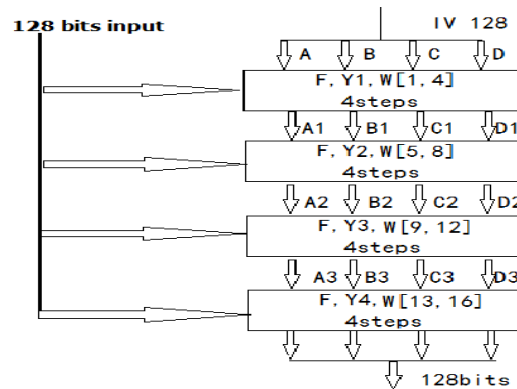 IV 128
128 bits input
A B C D
F, Y1, W[1, 4]
4steps
A1 B1 C1 D1
F, Y2, W[5, 8]
4steps
A2 B2 C2 D2
F, Y3, W[9, 12]
4steps
A3 B3 C3 D3
F, Y4, W[13, 16]
4steps
128bits